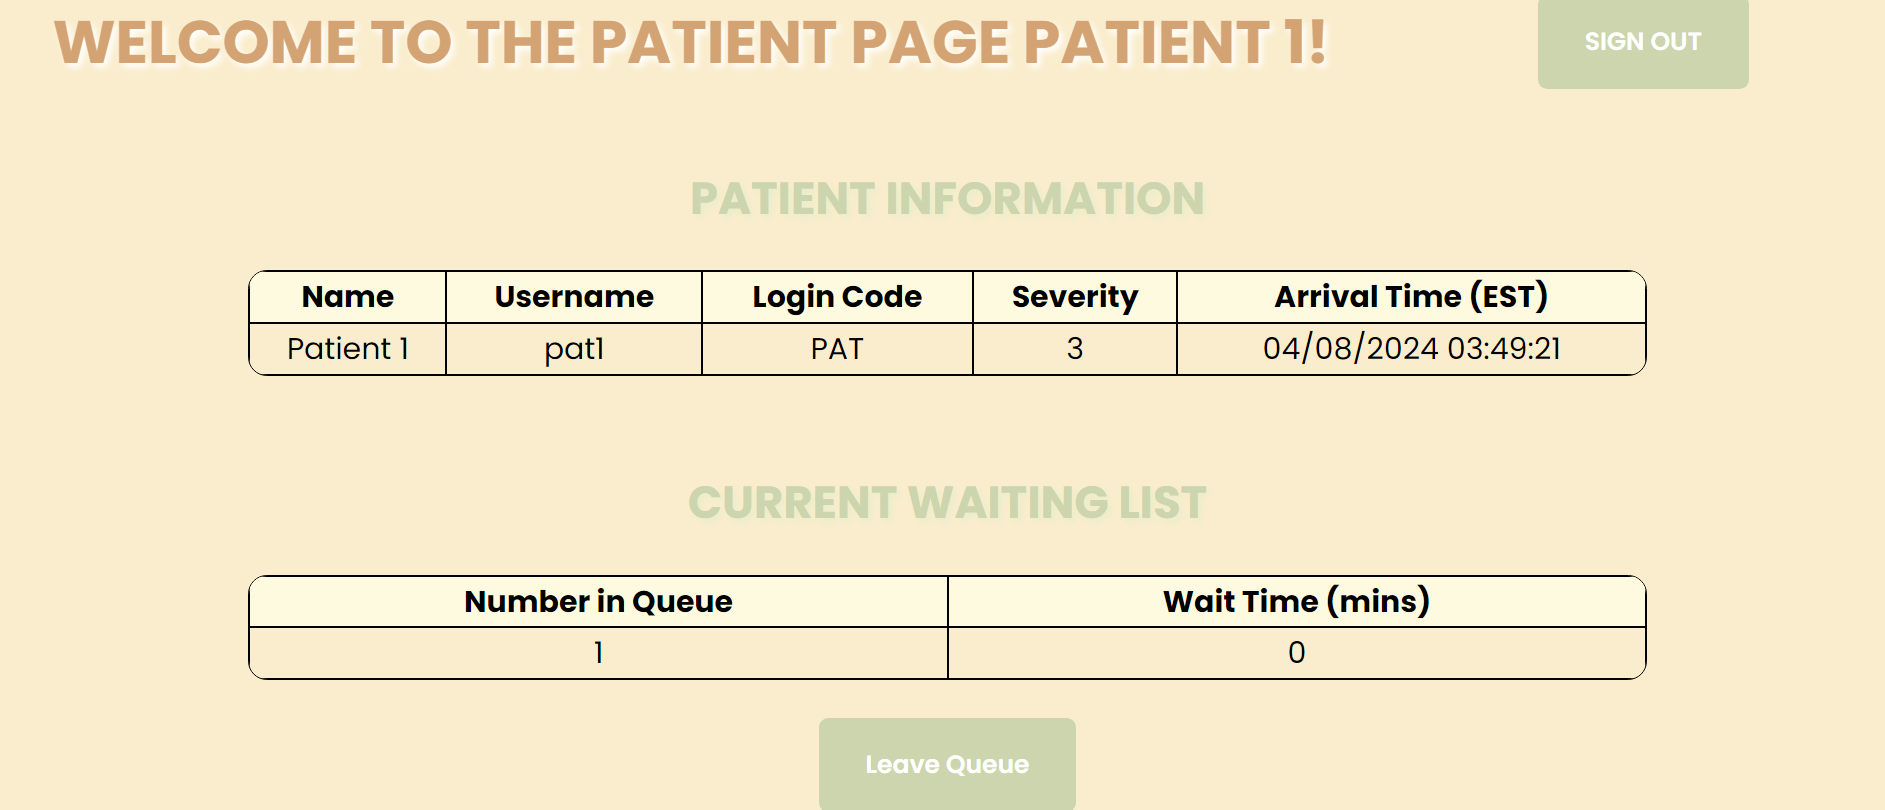 WELCOME TO THE PATIENT PAGE PATIENT 1!
SIGN OUT
PATIENT INFORMATION
Name Username Login Code Severity Arrival Time (EST)
Patient 1 pat1 PAT 3 04/08/2024 03:49:21
CURRENT WAITING LIST
Number in Queue Wait Time (mins)
1 0
Leave Queue